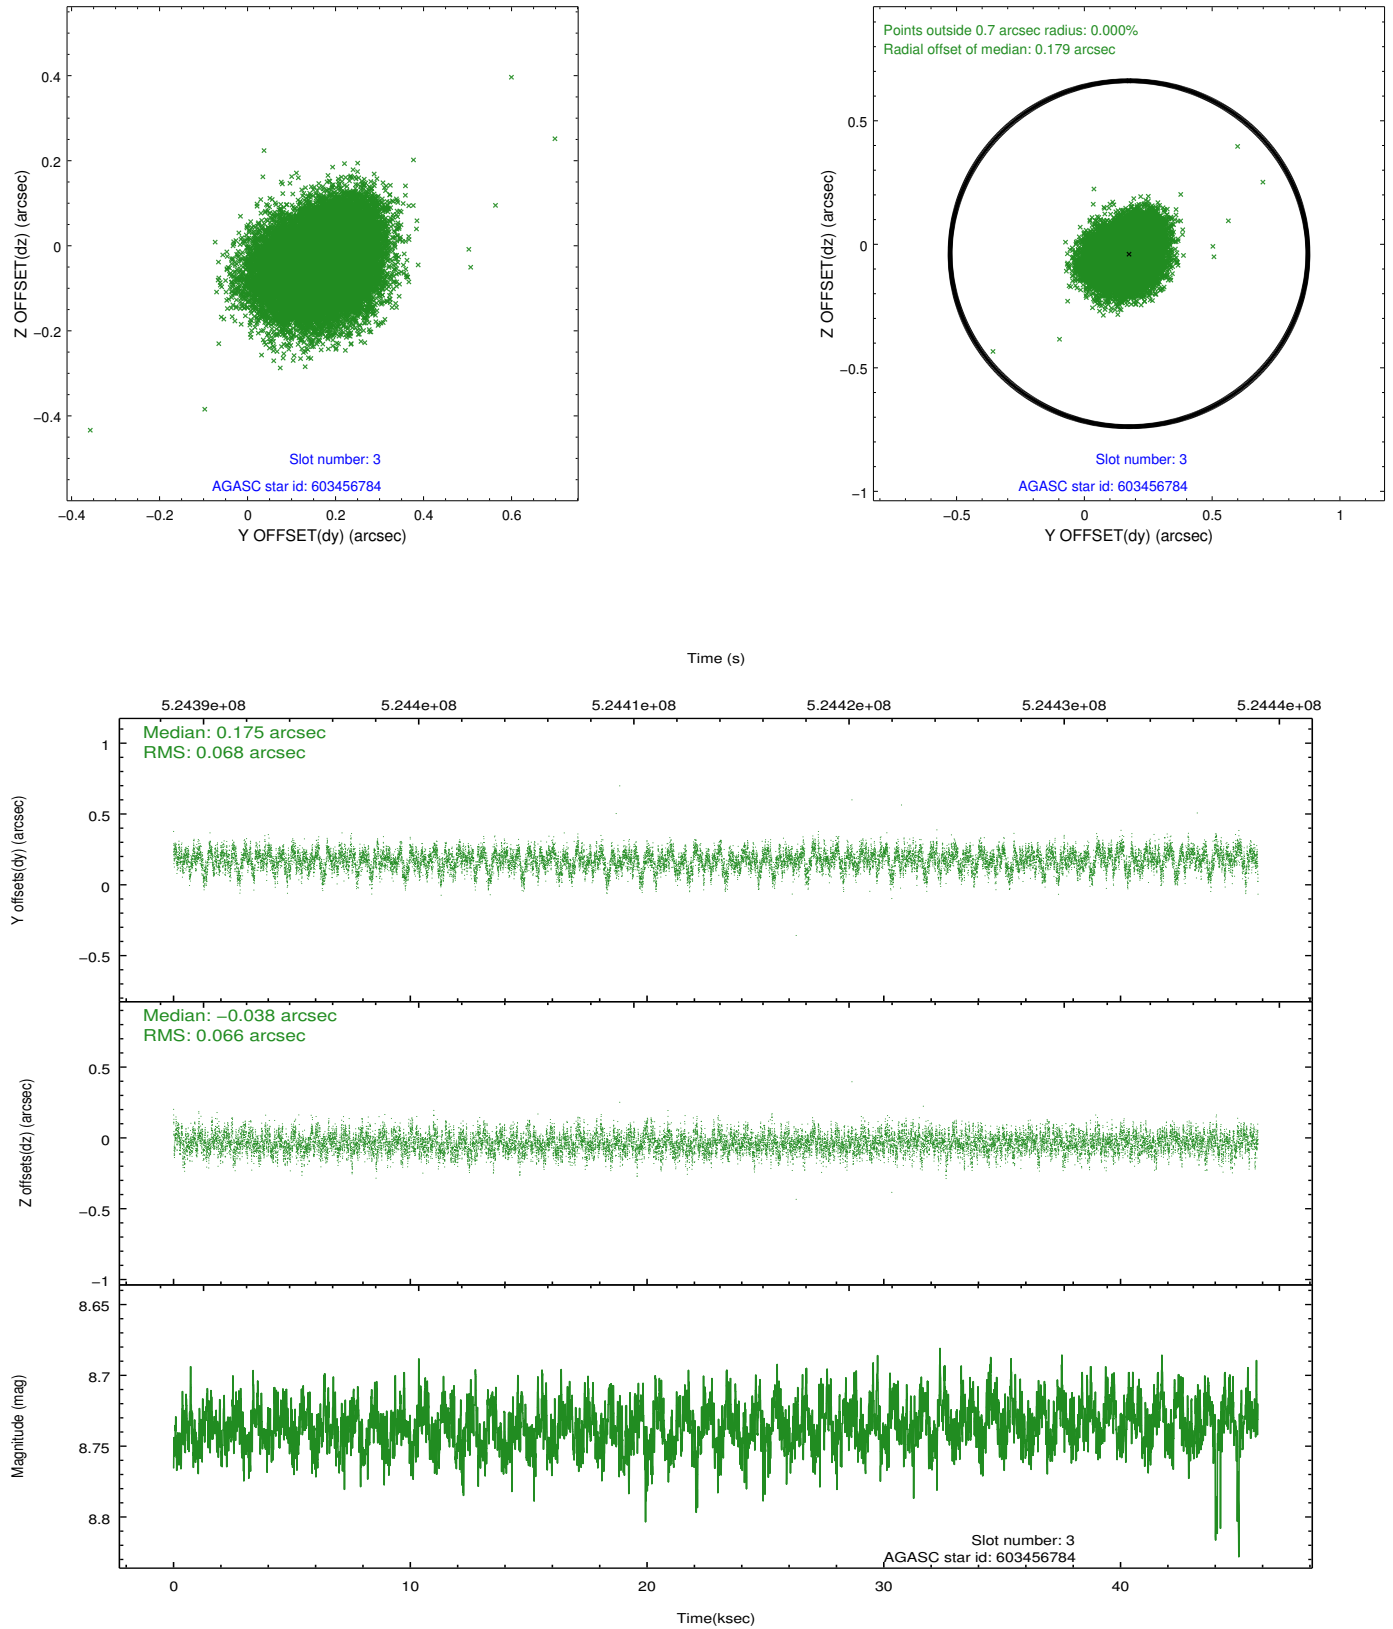 0.4
0.2
0
−0.2
−0.4
Z OFFSET(dz) (arcsec)
Slot number: 3
AGASC star id: 603456784
−0.4
−0.2
0
0.2
0.4
0.6
Y OFFSET(dy) (arcsec)
Points outside 0.7 arcsec radius: 0.000%
Radial offset of median: 0.179 arcsec
0.5
0
−0.5
−1
Z OFFSET(dz) (arcsec)
Slot number: 3
AGASC star id: 603456784
−0.5
0
0.5
1
Y OFFSET(dy) (arcsec)
Time (s)
5.2439e+08
5.244e+08
5.2441e+08
5.2442e+08
5.2443e+08
5.2444e+08
Median: 0.175 arcsec
RMS: 0.068 arcsec
1
0.5
0
−0.5
Y offsets(dy) (arcsec)
Median: −0.038 arcsec
RMS: 0.066 arcsec
0.5
0
−0.5
−1
Z offsets(dz) (arcsec)
8.65
8.7
8.75
8.8
Magnitude (mag)
Slot number: 3
AGASC star id: 603456784
0
10
20
30
40
Time(ksec)